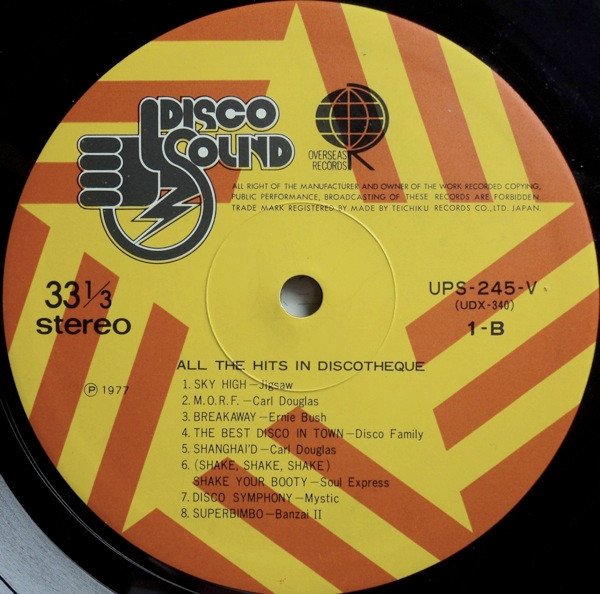 DISCO
SOUND
OVERSEAS
RECORDS
ALL RIGHT OF THE MANUFACTURER AND OWNER OF THE WORK RECORDED COPYING,
PUBLIC PERFORMANCE, BROADCASTING OF THESE RECORDS ARE FORBIDDEN.
TRADE MARK REGISTERED BY MADE BY TEICHIKU RECORDS CO., LTD. JAPAN.
33 1/3
stereo
UPS-245-V
(UDX-340)
1-B
ALL THE HITS IN DISCOTHEQUE
Ⓟ 1977
1. SKY HIGH—Jigsaw
2. M.O.R.F.—Carl Douglas
3. BREAKAWAY—Ernie Bush
4. THE BEST DISCO IN TOWN—Disco Family
5. SHANGHAI'D—Carl Douglas
6. (SHAKE, SHAKE, SHAKE)
SHAKE YOUR BOOTY—Soul Express
7. DISCO SYMPHONY—Mystic
8. SUPERBIMBO—Banzai II